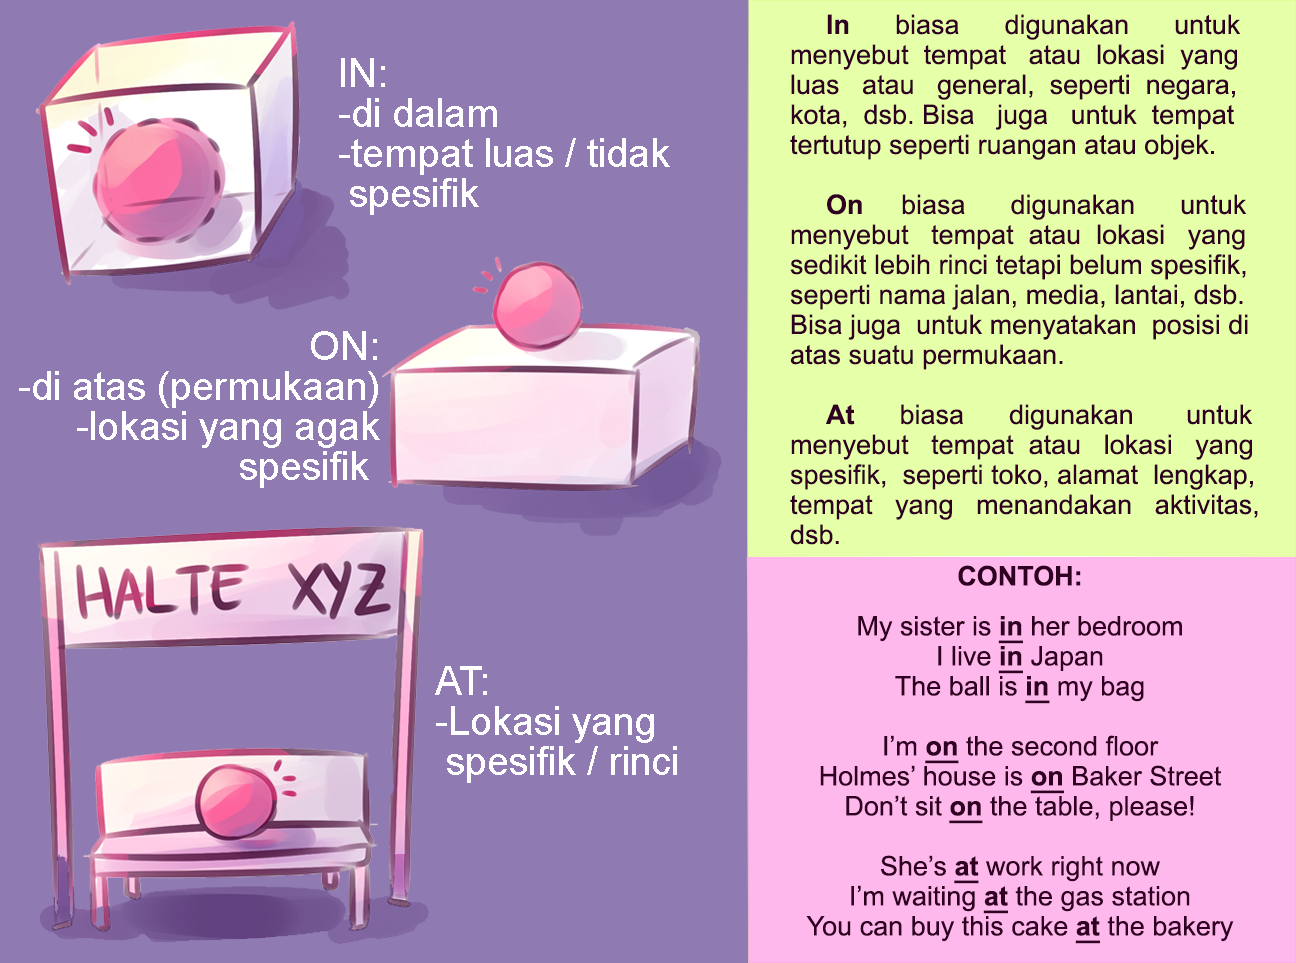 IN:
-di dalam
-tempat luas / tidak
spesifik
ON:
-di atas (permukaan)
-lokasi yang agak
spesifik
HALTE XYZ
AT:
-Lokasi yang
spesifik / rinci
In biasa digunakan untuk
menyebut tempat atau lokasi yang
luas atau general, seperti negara,
kota, dsb. Bisa juga untuk tempat
tertutup seperti ruangan atau objek.
On biasa digunakan untuk
menyebut tempat atau lokasi yang
sedikit lebih rinci tetapi belum spesifik,
seperti nama jalan, media, lantai, dsb.
Bisa juga untuk menyatakan posisi di
atas suatu permukaan.
At biasa digunakan untuk
menyebut tempat atau lokasi yang
spesifik, seperti toko, alamat lengkap,
tempat yang menandakan aktivitas,
dsb.
CONTOH:
My sister is in her bedroom
I live in Japan
The ball is in my bag
I'm on the second floor
Holmes' house is on Baker Street
Don't sit on the table, please!
She's at work right now
I'm waiting at the gas station
You can buy this cake at the bakery